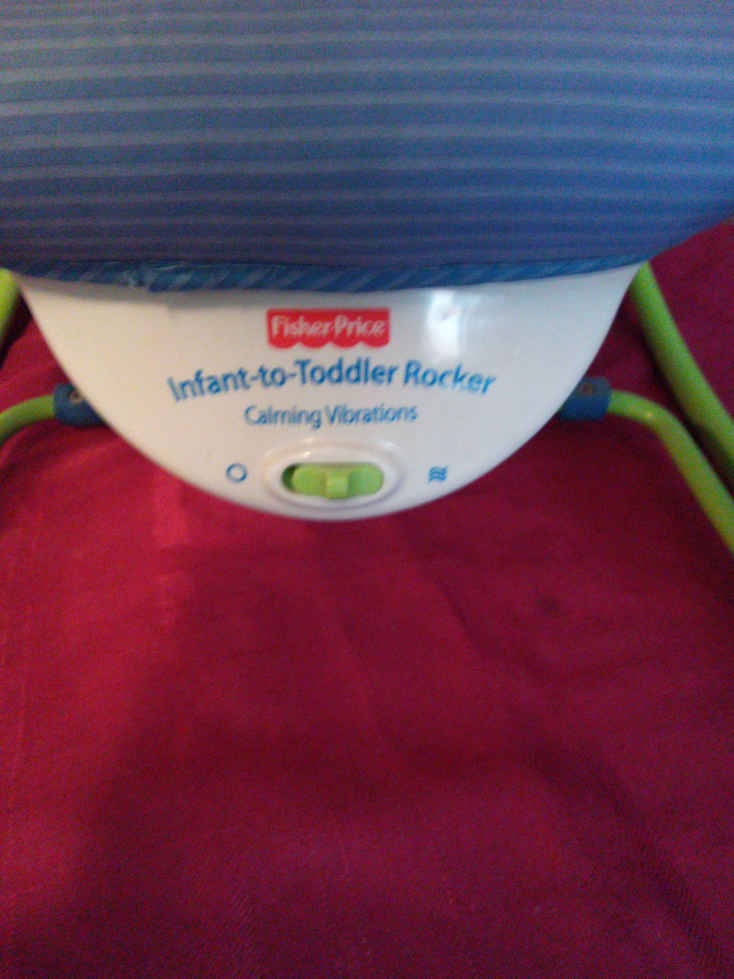 Fisher-Price
Infant-to-Toddler Rocker
Calming Vibrations